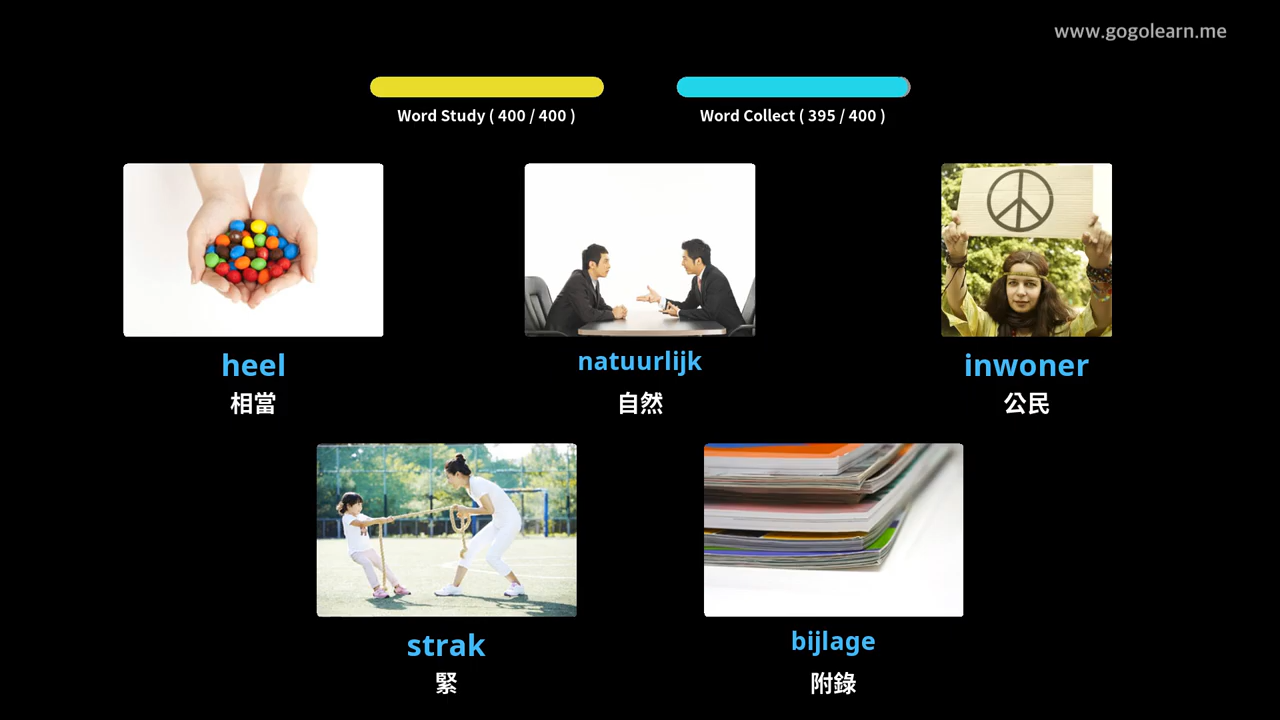 www.gogolearn.me
Word Study ( 400 / 400 )
Word Collect ( 395 / 400 )
heel
natuurlijk
inwoner
相當
自然
公民
strak
bijlage
緊
附錄